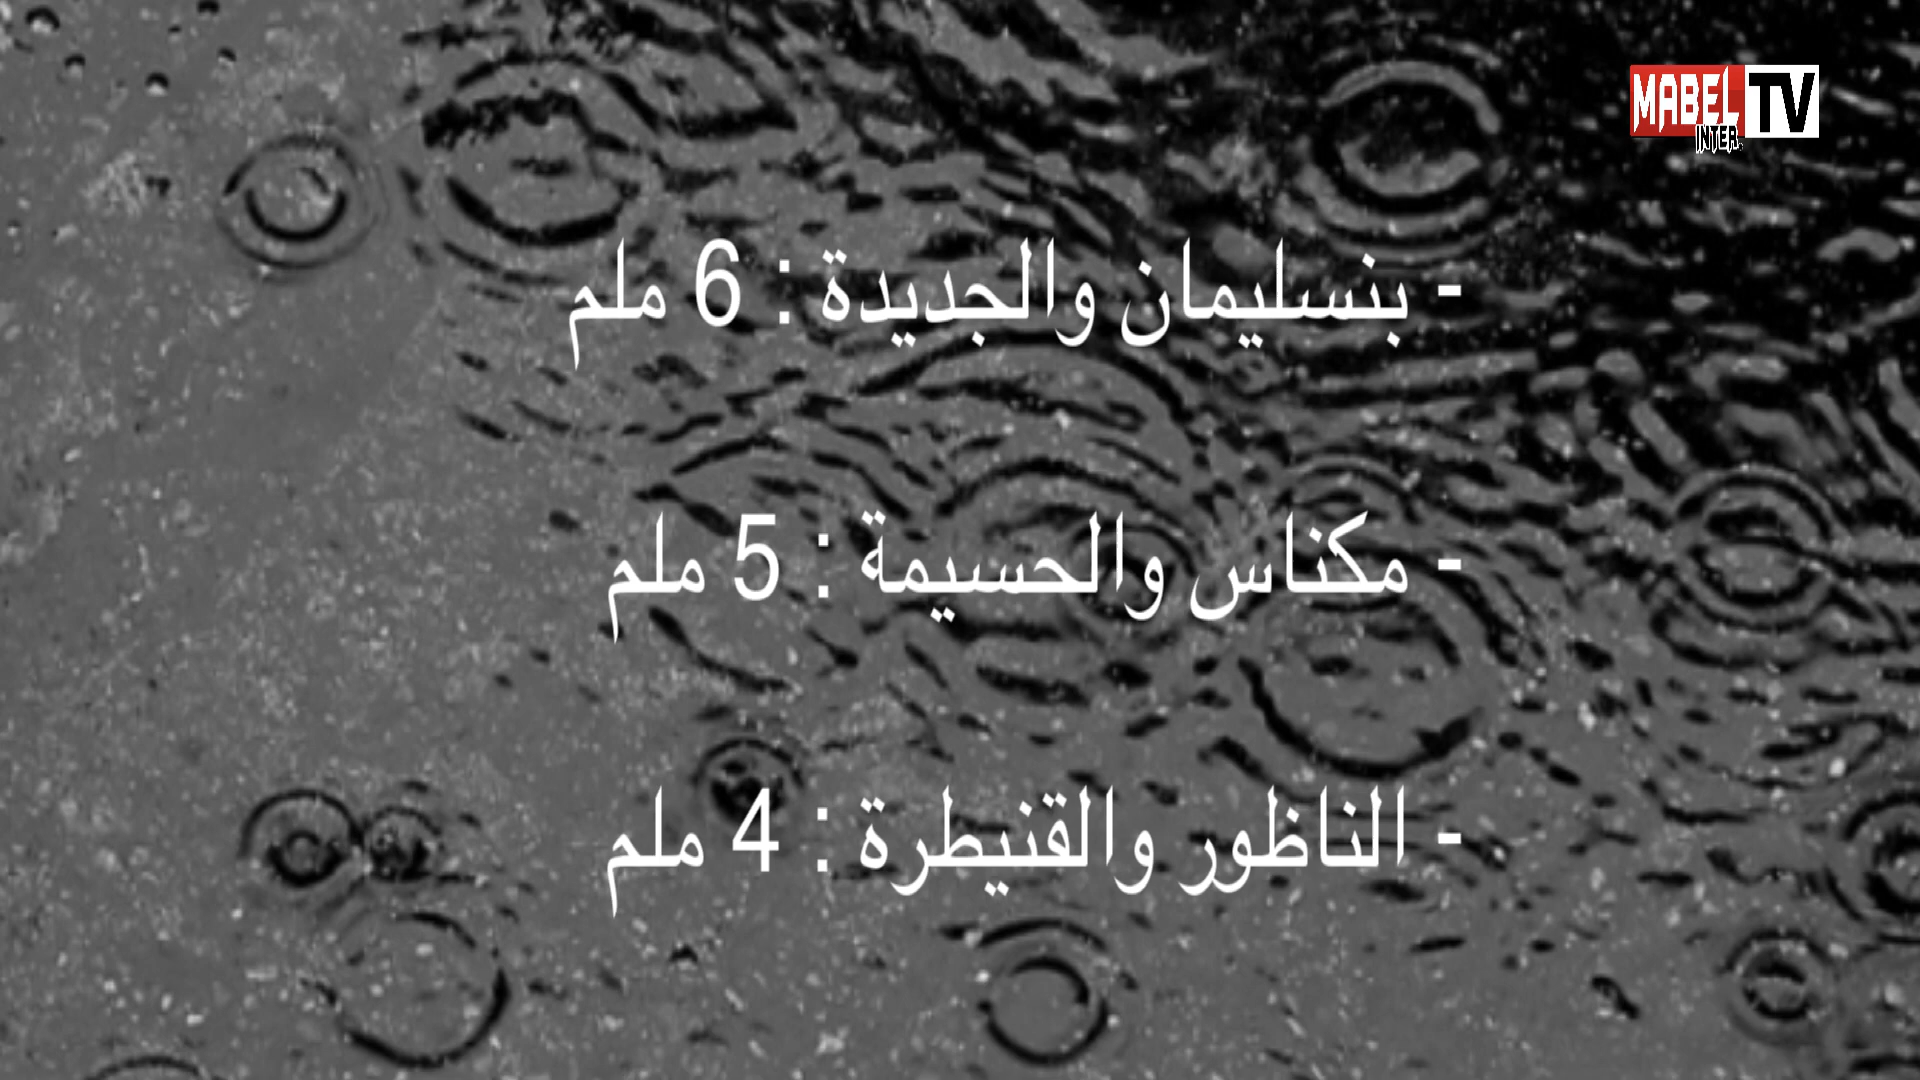 MABEL TV
INTER.
- بنسليمان والجديدة : 6 ملم
- مكناس والحسيمة : 5 ملم
- الناظور والقنيطرة : 4 ملم